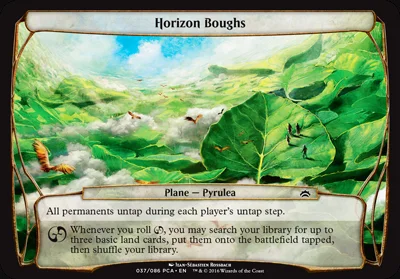 Horizon Boughs
Plane — Pyrulea
All permanents untap during each player's untap step.
Whenever you roll , you may search your library for up to
three basic land cards, put them onto the battlefield tapped,
then shuffle your library.
Jean-Sébastien Rossbach
037/086 PCA • EN ™ & © 2016 Wizards of the Coast